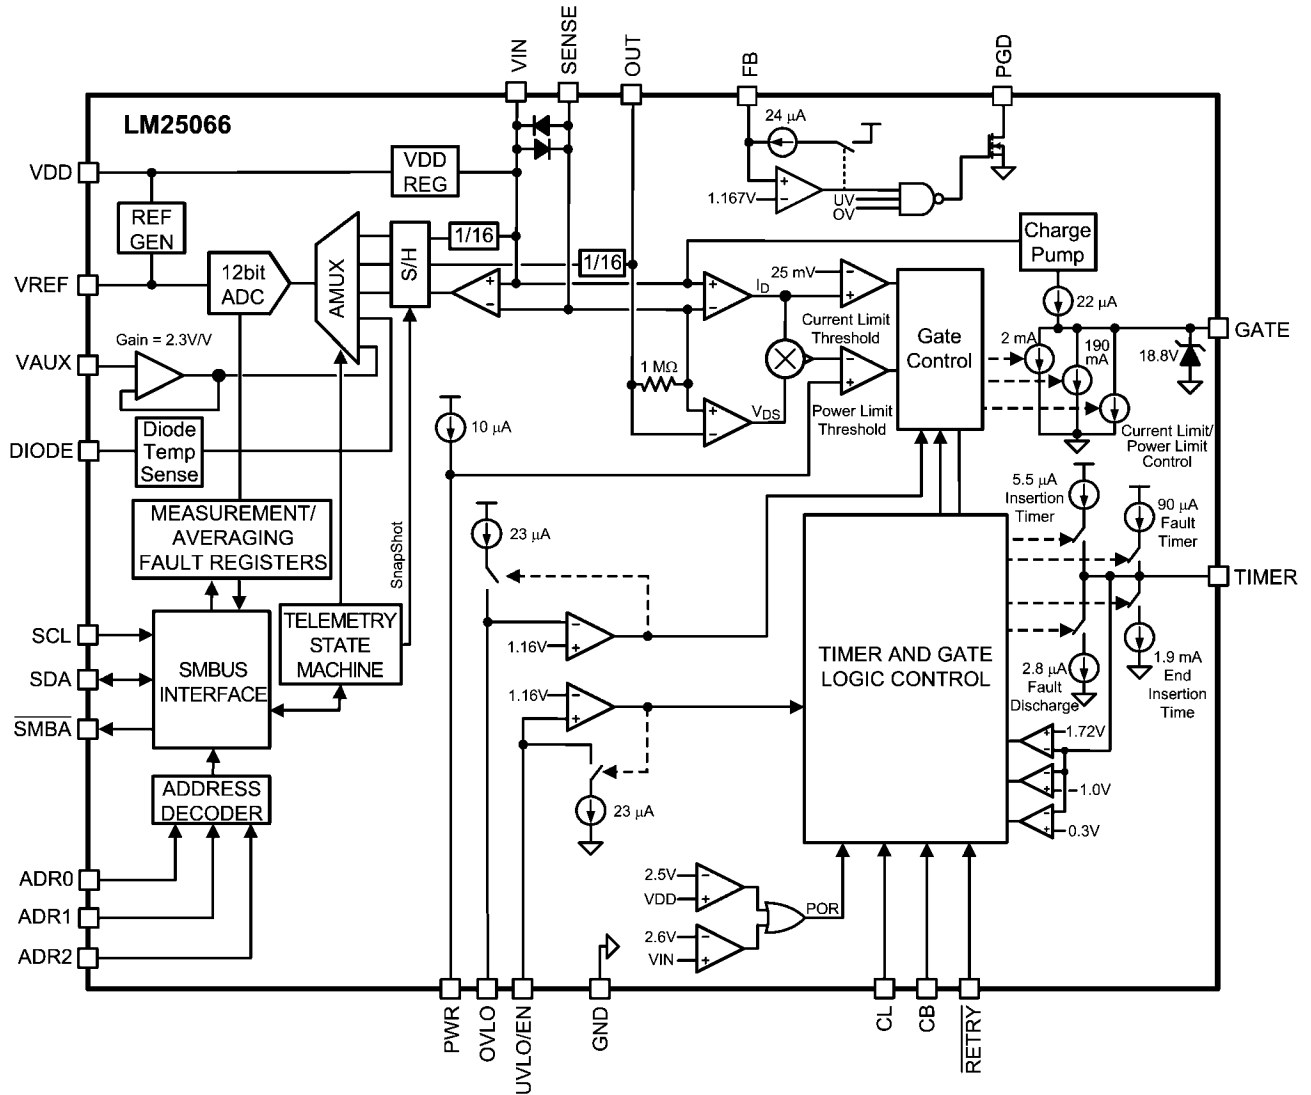 VIN
SENSE
OUT
FB
PGD
LM25066
24 µA
VDD
VDD
REG
1.167V
UV
OV
REF
GEN
1/16
S/H
1/16
Charge
Pump
VREF
12bit
ADC
AMUX
25 mV
I_D
22 µA
GATE
Gain = 2.3V/V
Current Limit
Threshold
Gate
Control
2 mA
190
mA
18.8V
VAUX
1 MΩ
Power Limit
Threshold
V_DS
10 µA
Current Limit/
Power Limit
Control
DIODE
Diode
Temp
Sense
MEASUREMENT/
AVERAGING
FAULT REGISTERS
SnapShot
23 µA
5.5 µA
Insertion
Timer
90 µA
Fault
Timer
TIMER
SCL
SDA
SMBA
SMBUS
INTERFACE
TELEMETRY
STATE
MACHINE
1.16V
1.16V
TIMER AND GATE
LOGIC CONTROL
2.8 µA
Fault
Discharge
1.9 mA
End
Insertion
Time
1.72V
1.0V
0.3V
ADDRESS
DECODER
23 µA
ADR0
ADR1
ADR2
2.5V
VDD
POR
2.6V
VIN
PWR
OVLO
UVLO/EN
GND
CL
CB
RETRY